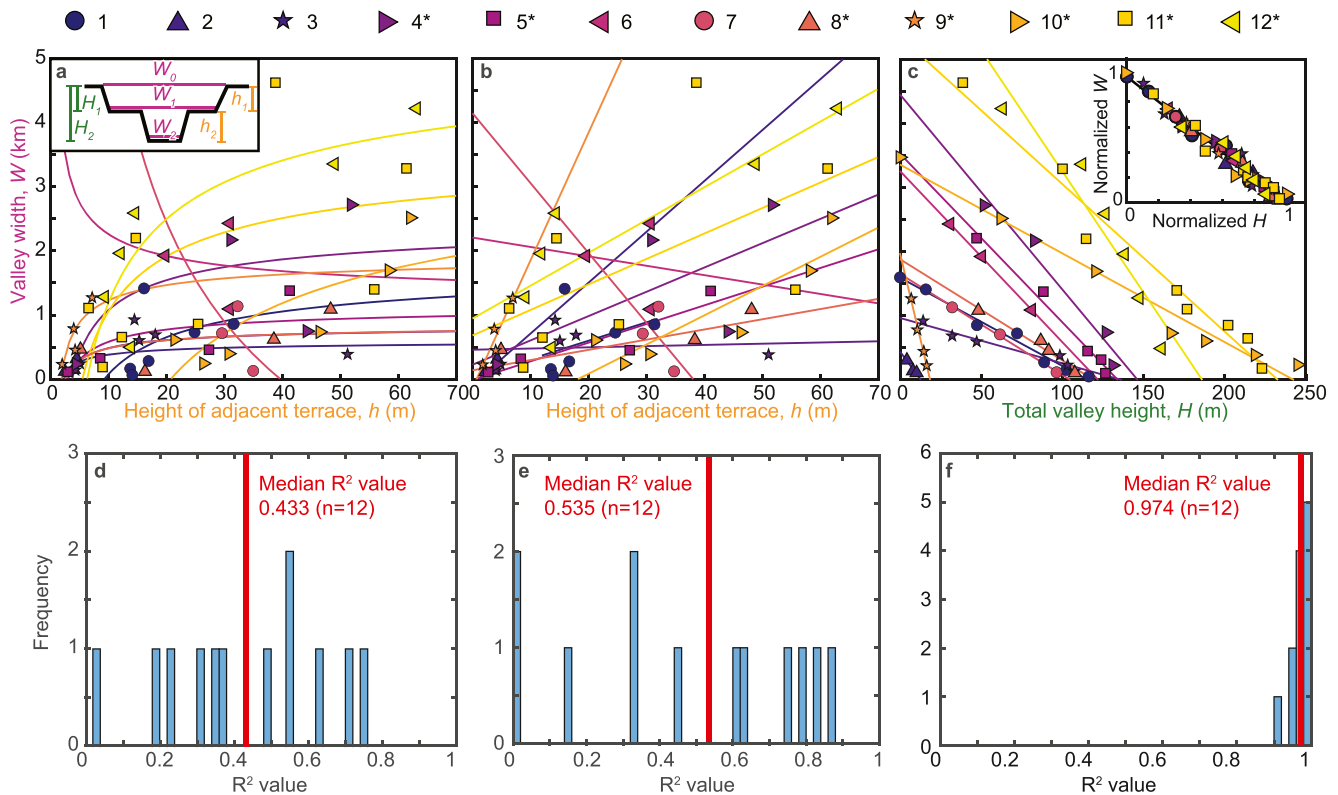 1 2 3 4* 5* 6 7 8* 9* 10* 11* 12*
a
W0
W1
W2
H1
H2
h1
h2
Valley width, W (km)
5
4
3
2
1
0
0 10 20 30 40 50 60 70
Height of adjacent terrace, h (m)
b
0 10 20 30 40 50 60 70
Height of adjacent terrace, h (m)
c
Normalized W
1
0
0 1
Normalized H
0 50 100 150 200 250
Total valley height, H (m)
d
Median R² value
0.433 (n=12)
Frequency
3
2
1
0
0 0.2 0.4 0.6 0.8 1
R² value
e
Median R² value
0.535 (n=12)
3
2
1
0
0 0.2 0.4 0.6 0.8 1
R² value
f
Median R² value
0.974 (n=12)
6
5
4
3
2
1
0
0 0.2 0.4 0.6 0.8 1
R² value